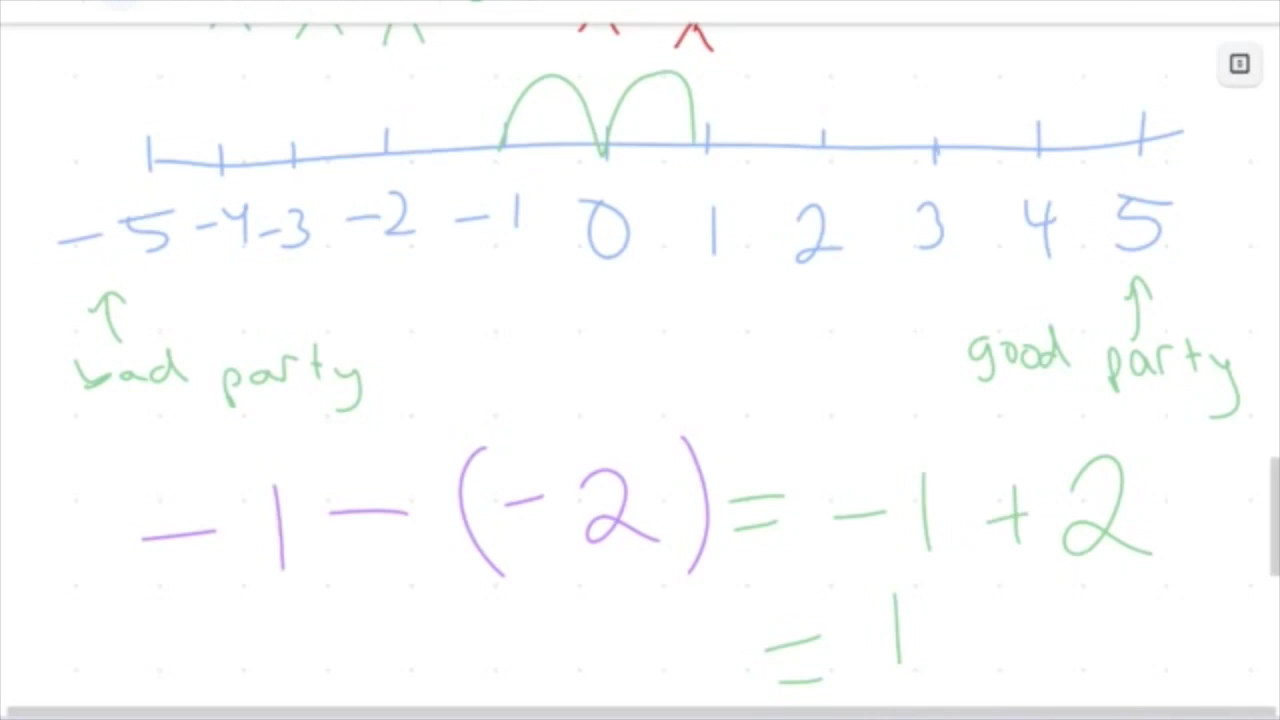 -5 -4 -3 -2 -1 0 1 2 3 4 5
bad party good party
-1 - (-2) = -1 + 2
= 1